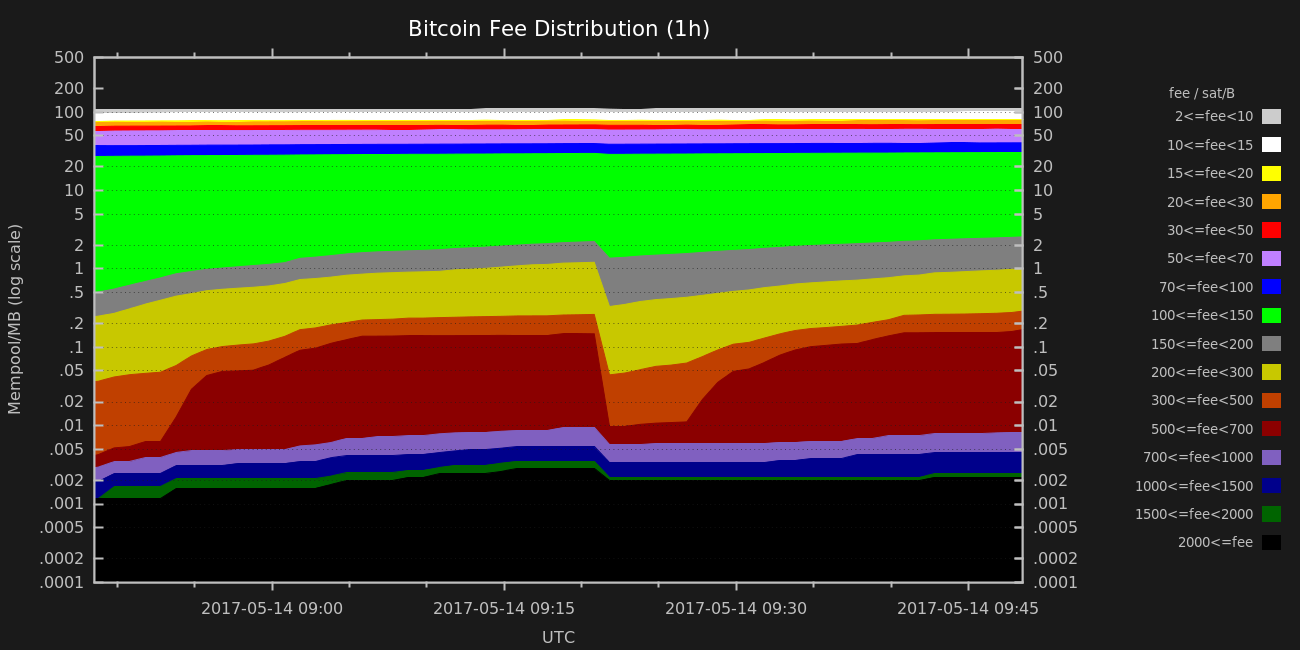 Bitcoin Fee Distribution (1h)
Mempool/MB (log scale)
500
200
100
50
20
10
5
2
1
.5
.2
.1
.05
.02
.01
.005
.002
.001
.0005
.0002
.0001
500
200
100
50
20
10
5
2
1
.5
.2
.1
.05
.02
.01
.005
.002
.001
.0005
.0002
.0001
2017-05-14 09:00
2017-05-14 09:15
2017-05-14 09:30
2017-05-14 09:45
UTC
fee / sat/B
2<=fee<10
10<=fee<15
15<=fee<20
20<=fee<30
30<=fee<50
50<=fee<70
70<=fee<100
100<=fee<150
150<=fee<200
200<=fee<300
300<=fee<500
500<=fee<700
700<=fee<1000
1000<=fee<1500
1500<=fee<2000
2000<=fee